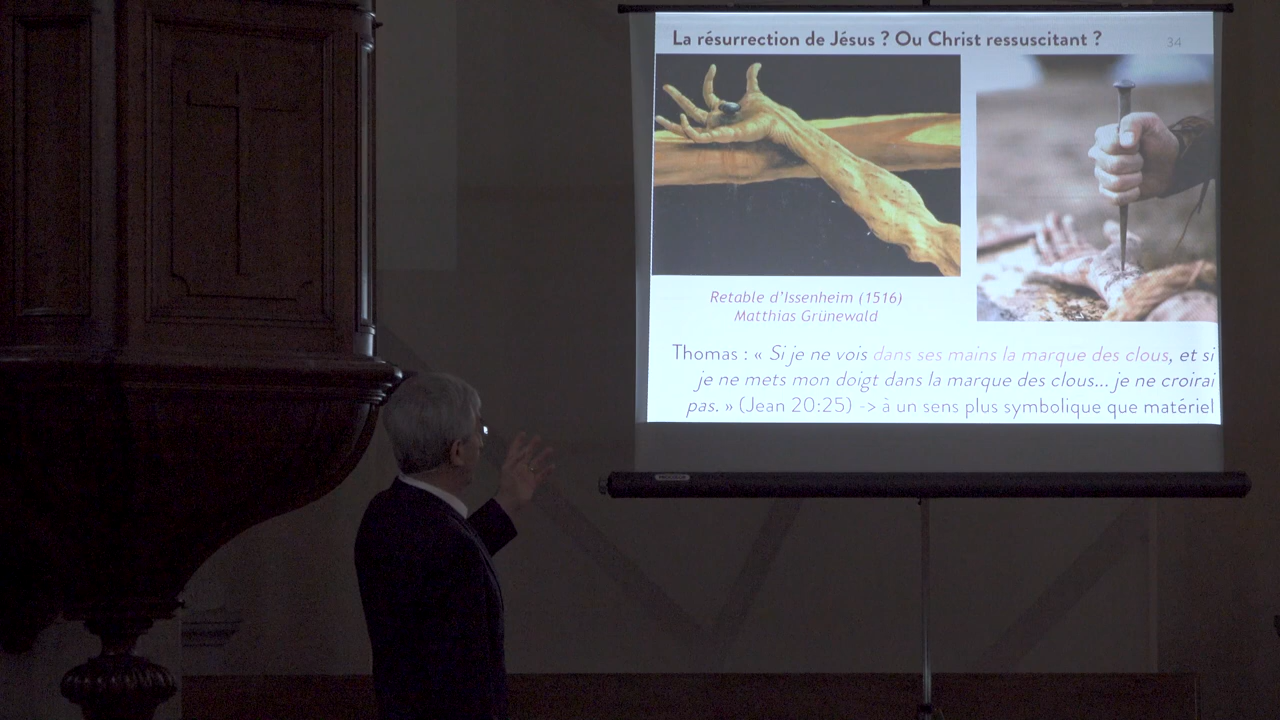 La résurrection de Jésus ? Ou Christ ressuscitant ?
34
Retable d'Issenheim (1516)
Matthias Grünewald
Thomas : « Si je ne vois dans ses mains la marque des clous, et si
je ne mets mon doigt dans la marque des clous... je ne croirai
pas. » (Jean 20:25) -> à un sens plus symbolique que matériel